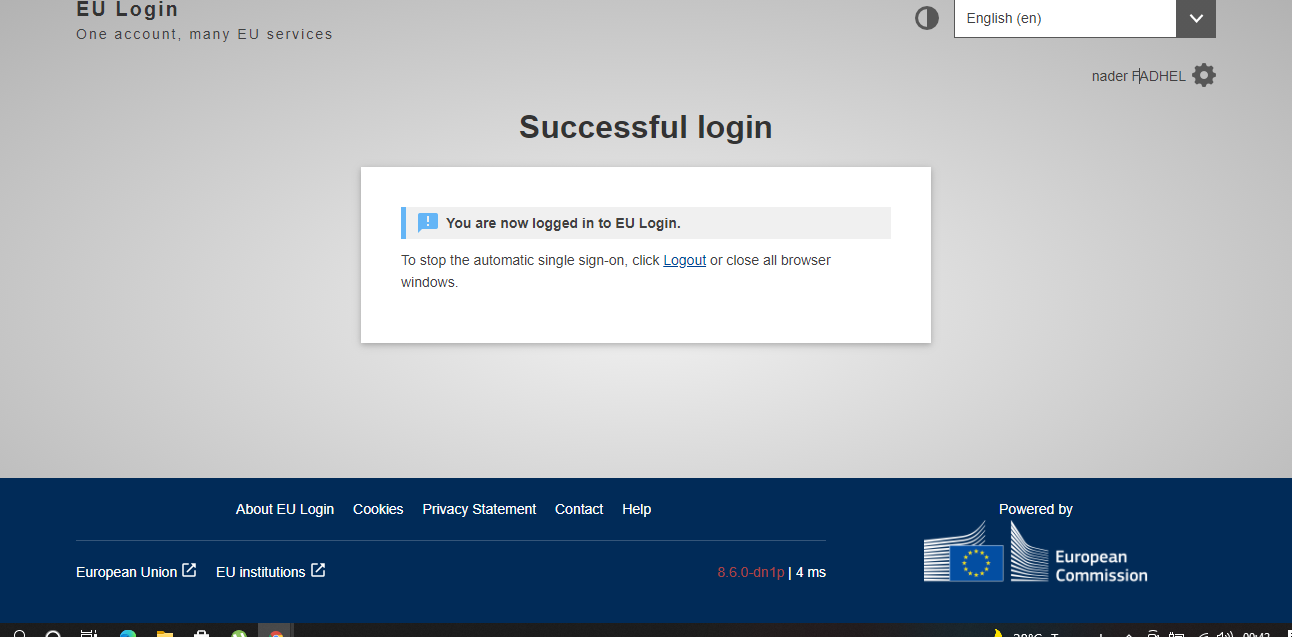 EU Login
One account, many EU services
English (en)
nader FADHEL
Successful login
You are now logged in to EU Login.
To stop the automatic single sign-on, click Logout or close all browser
windows.
About EU Login Cookies Privacy Statement Contact Help
Powered by
European Union EU institutions
8.6.0-dn1p | 4 ms
European
Commission